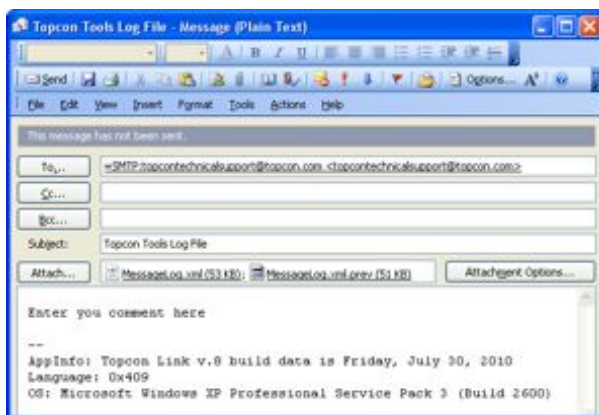 Topcon Tools Log File - Message (Plain Text)
A B I U
Send Options...
File Edit View Insert Format Tools Actions Help
This message has not been sent.
To... =SMTP:topcontechnicalsupport@topcon.com <topcontechnicalsupport@topcon.com>
Cc...
Bcc...
Subject: Topcon Tools Log File
Attach... MessageLog.xml (53 KB); MessageLog.xml.prev (51 KB) Attachment Options...
Enter you comment here
--
AppInfo: Topcon Link v.8 build data is Friday, July 30, 2010
Language: 0x409
OS: Microsoft Windows XP Professional Service Pack 3 (Build 2600)